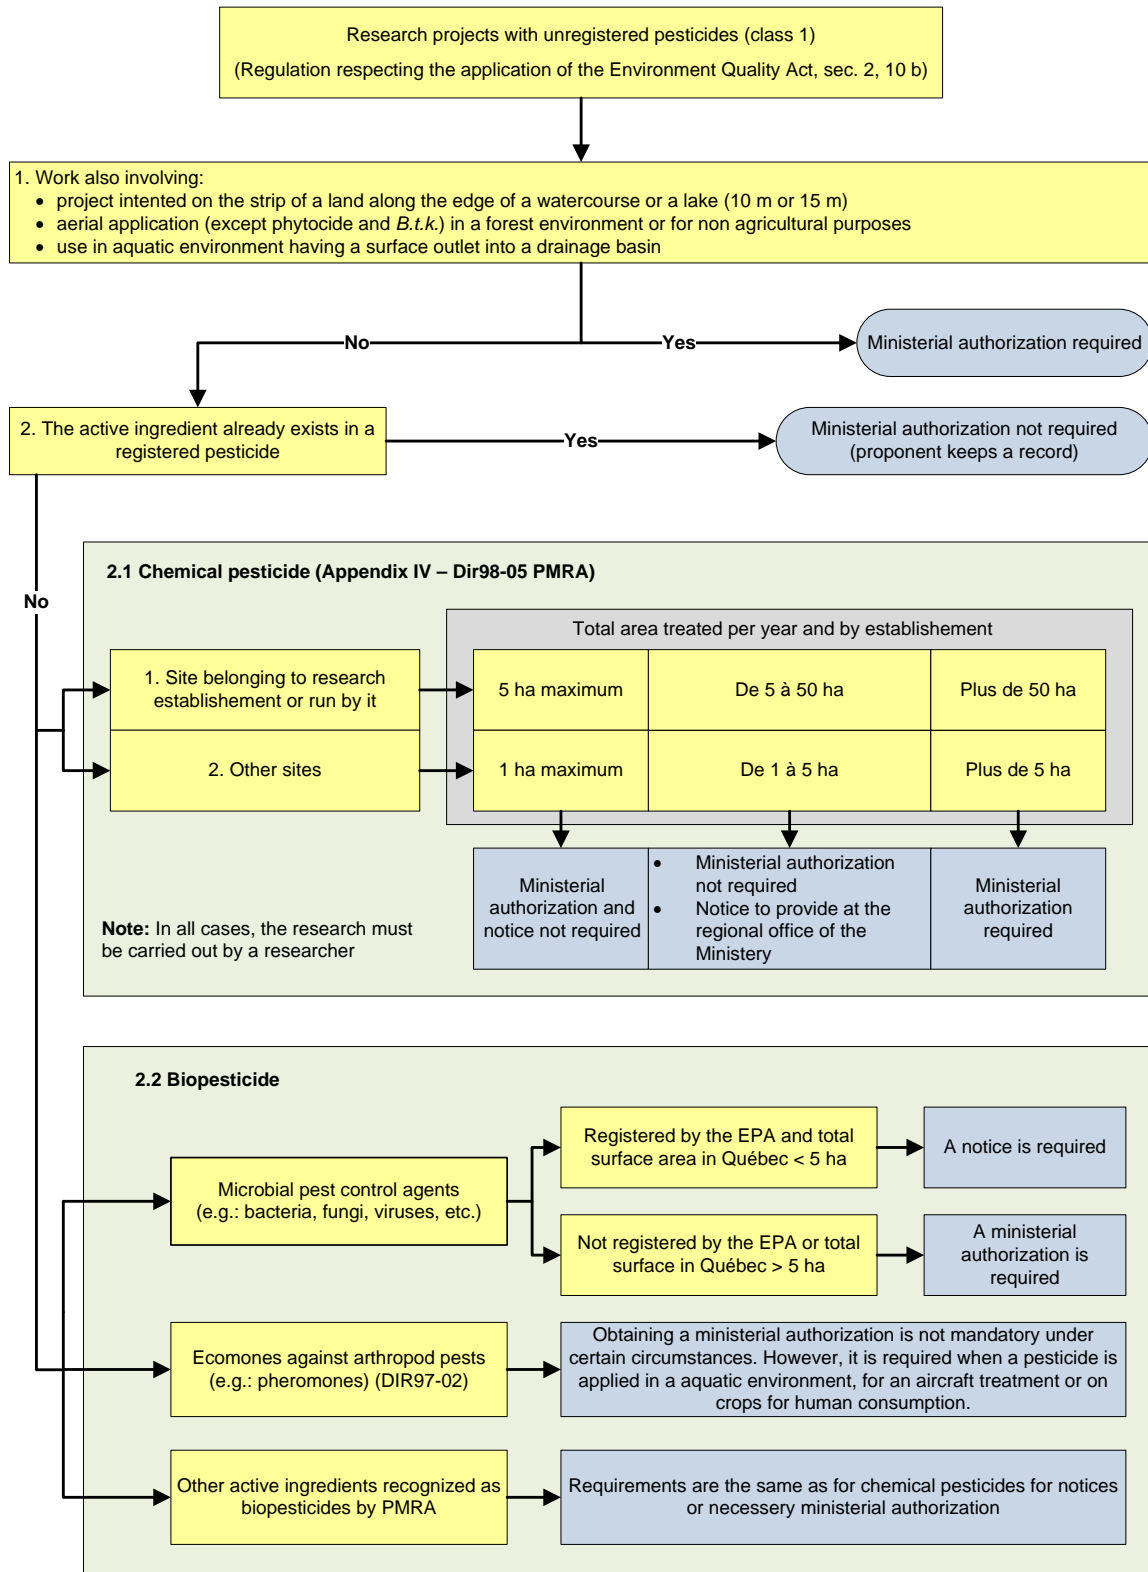 Research projects with unregistered pesticides (class 1)
(Regulation respecting the application of the Environment Quality Act, sec. 2, 10 b)
1. Work also involving:
• project intented on the strip of a land along the edge of a watercourse or a lake (10 m or 15 m)
• aerial application (except phytocide and B.t.k.) in a forest environment or for non agricultural purposes
• use in aquatic environment having a surface outlet into a drainage basin
No
Yes
Ministerial authorization required
2. The active ingredient already exists in a
registered pesticide
Yes
Ministerial authorization not required
(proponent keeps a record)
No
2.1 Chemical pesticide (Appendix IV – Dir98-05 PMRA)
Total area treated per year and by establishement
1. Site belonging to research
establishement or run by it
5 ha maximum
De 5 à 50 ha
Plus de 50 ha
2. Other sites
1 ha maximum
De 1 à 5 ha
Plus de 5 ha
Ministerial
authorization and
notice not required
• Ministerial authorization
not required
• Notice to provide at the
regional office of the
Ministery
Ministerial
authorization
required
Note: In all cases, the research must
be carried out by a researcher
2.2 Biopesticide
Microbial pest control agents
(e.g.: bacteria, fungi, viruses, etc.)
Registered by the EPA and total
surface area in Québec < 5 ha
A notice is required
Not registered by the EPA or total
surface in Québec > 5 ha
A ministerial
authorization is
required
Ecomones against arthropod pests
(e.g.: pheromones) (DIR97-02)
Obtaining a ministerial authorization is not mandatory under
certain circumstances. However, it is required when a pesticide is
applied in a aquatic environment, for an aircraft treatment or on
crops for human consumption.
Other active ingredients recognized as
biopesticides by PMRA
Requirements are the same as for chemical pesticides for notices
or necessery ministerial authorization